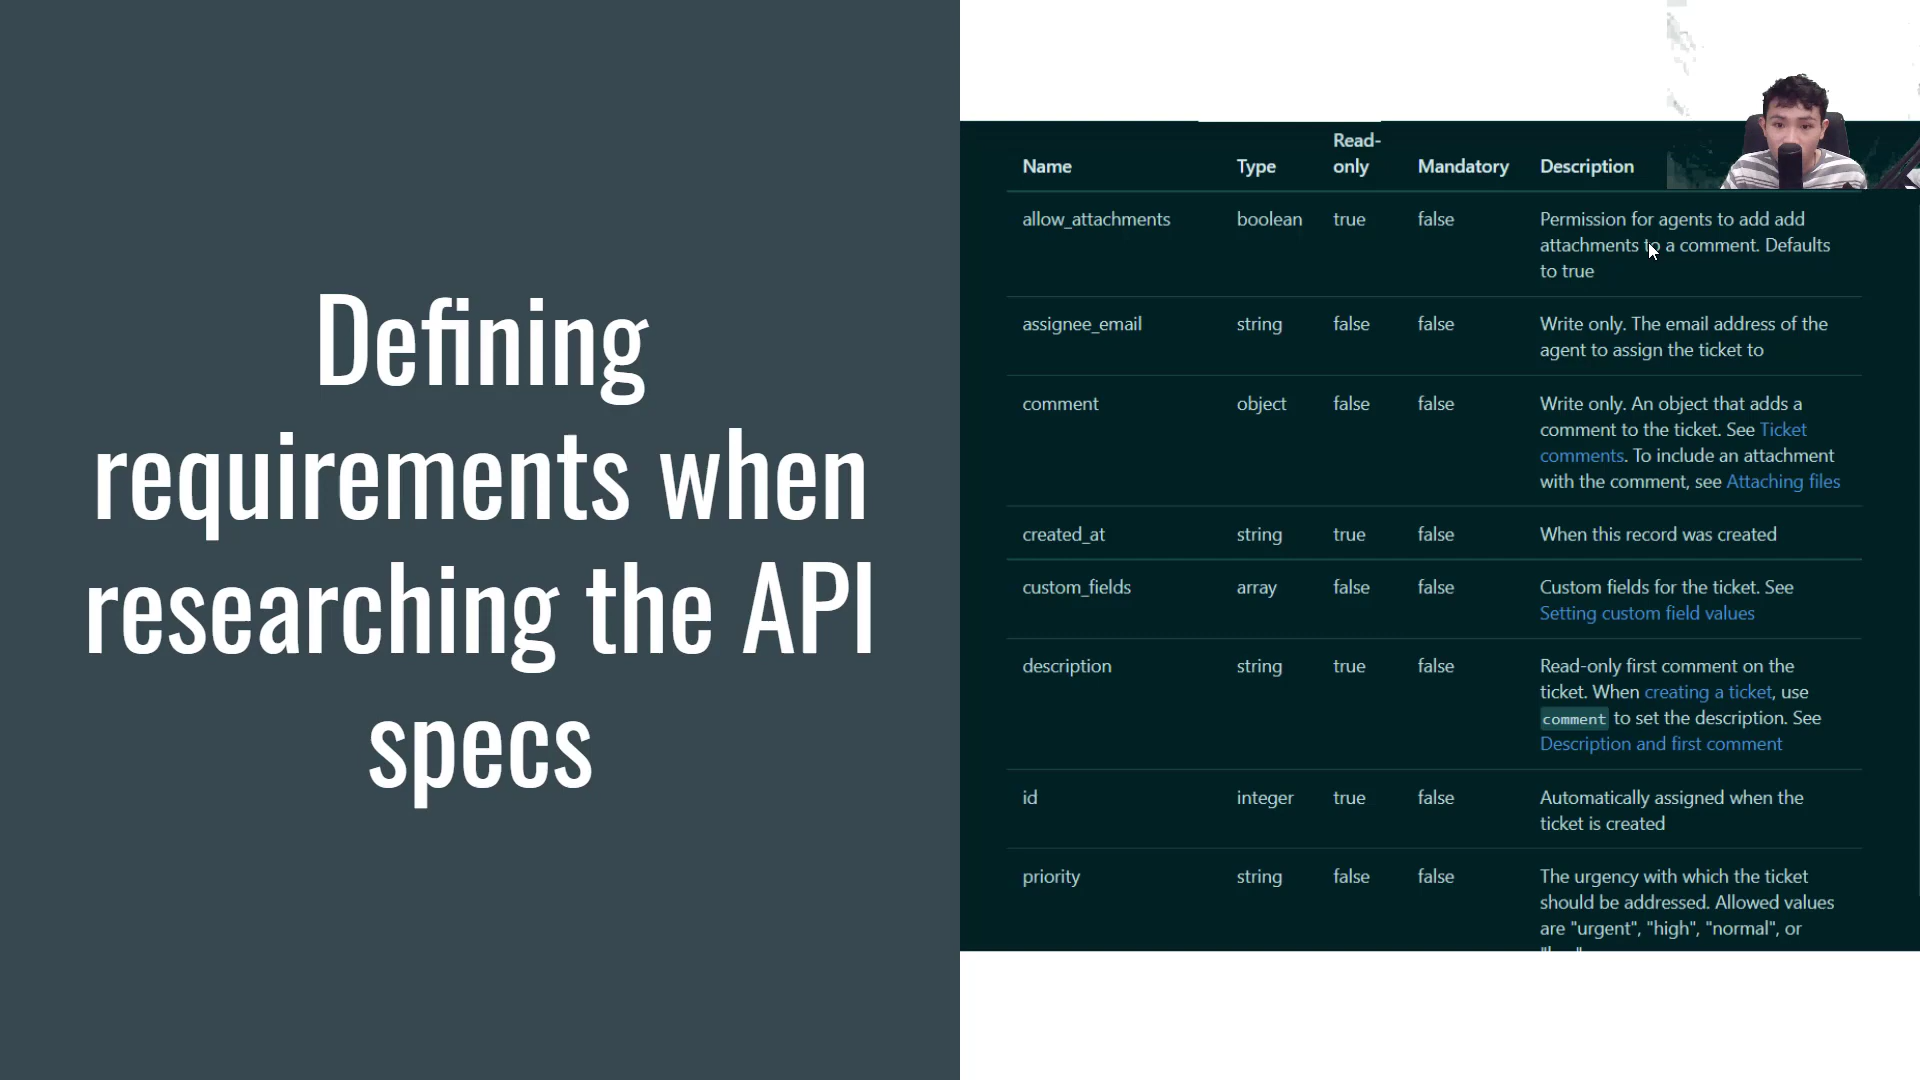 Defining
requirements when
researching the API
specs
Name Type Read-only Mandatory Description
allow_attachments boolean true false Permission for agents to add add
attachments to a comment. Defaults
to true
assignee_email string false false Write only. The email address of the
agent to assign the ticket to
comment object false false Write only. An object that adds a
comment to the ticket. See Ticket
comments. To include an attachment
with the comment, see Attaching files
created_at string true false When this record was created
custom_fields array false false Custom fields for the ticket. See
Setting custom field values
description string true false Read-only first comment on the
ticket. When creating a ticket, use
comment to set the description. See
Description and first comment
id integer true false Automatically assigned when the
ticket is created
priority string false false The urgency with which the ticket
should be addressed. Allowed values
are "urgent", "high", "normal", or